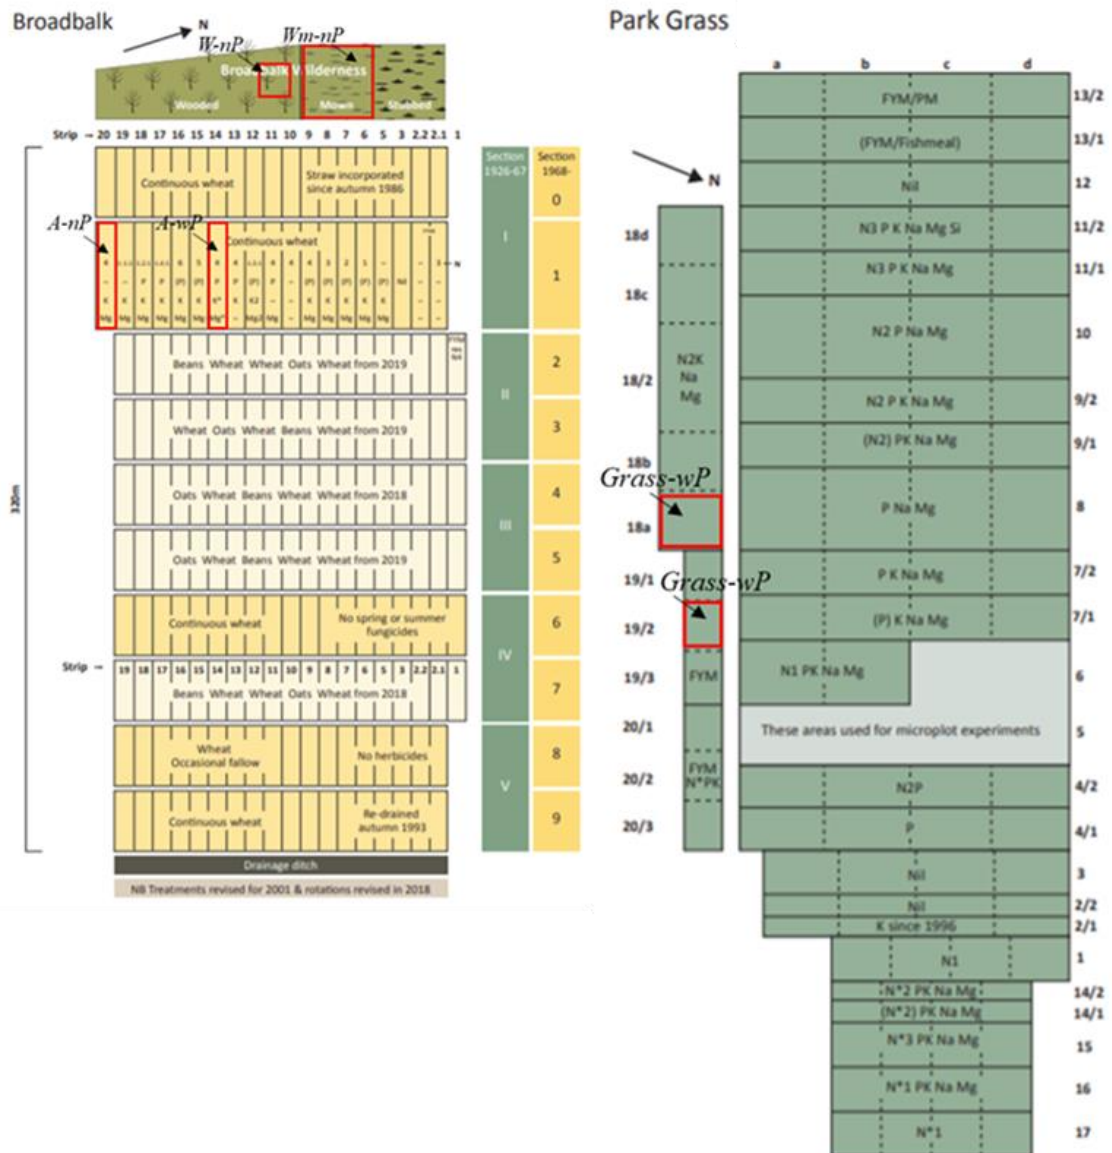 Broadbalk
Park Grass
N
W-nP
Wm-nP
Broadbalk Wilderness
Wooded
Mown
Stubbed
Strip → 20 19 18 17 16 15 14 13 12 11 10 9 8 7 6 5 3 2.2 2.1 1
Continuous wheat
Straw incorporated
since autumn 1986
Section
1926-67
Section
1968-
0
A-nP
A-wP
Continuous wheat
N
I
1
Beans Wheat Wheat Oats Wheat from 2019
2
II
Wheat Oats Wheat Beans Wheat from 2019
3
Oats Wheat Beans Wheat Wheat from 2018
4
III
Oats Wheat Beans Wheat Wheat from 2019
5
320m
Continuous wheat
No spring or summer
fungicides
6
IV
Strip →
19 18 17 16 15 14 13 12 11 10 9 8 7 6 5 3 2.2 2.1 1
Beans Wheat Wheat Oats Wheat from 2018
7
Wheat
Occasional fallow
No herbicides
8
V
Continuous wheat
Re-drained
autumn 1993
9
Drainage ditch
NB Treatments revised for 2001 & rotations revised in 2018
N
18d
18c
N2K
Na
Mg
18/2
18b
Grass-wP
18a
19/1
Grass-wP
19/2
19/3
FYM
20/1
20/2
FYM
N*PK
20/3
a b c d
FYM/PM 13/2
(FYM/Fishmeal) 13/1
Nil 12
N3 P K Na Mg Si 11/2
N3 P K Na Mg 11/1
N2 P Na Mg 10
N2 P K Na Mg 9/2
(N2) PK Na Mg 9/1
P Na Mg 8
P K Na Mg 7/2
(P) K Na Mg 7/1
N1 PK Na Mg 6
These areas used for microplot experiments 5
N2P 4/2
P 4/1
Nil 3
Nil 2/2
K since 1996 2/1
N1 1
N*2 PK Na Mg 14/2
(N*2) PK Na Mg 14/1
N*3 PK Na Mg 15
N*1 PK Na Mg 16
N*1 17